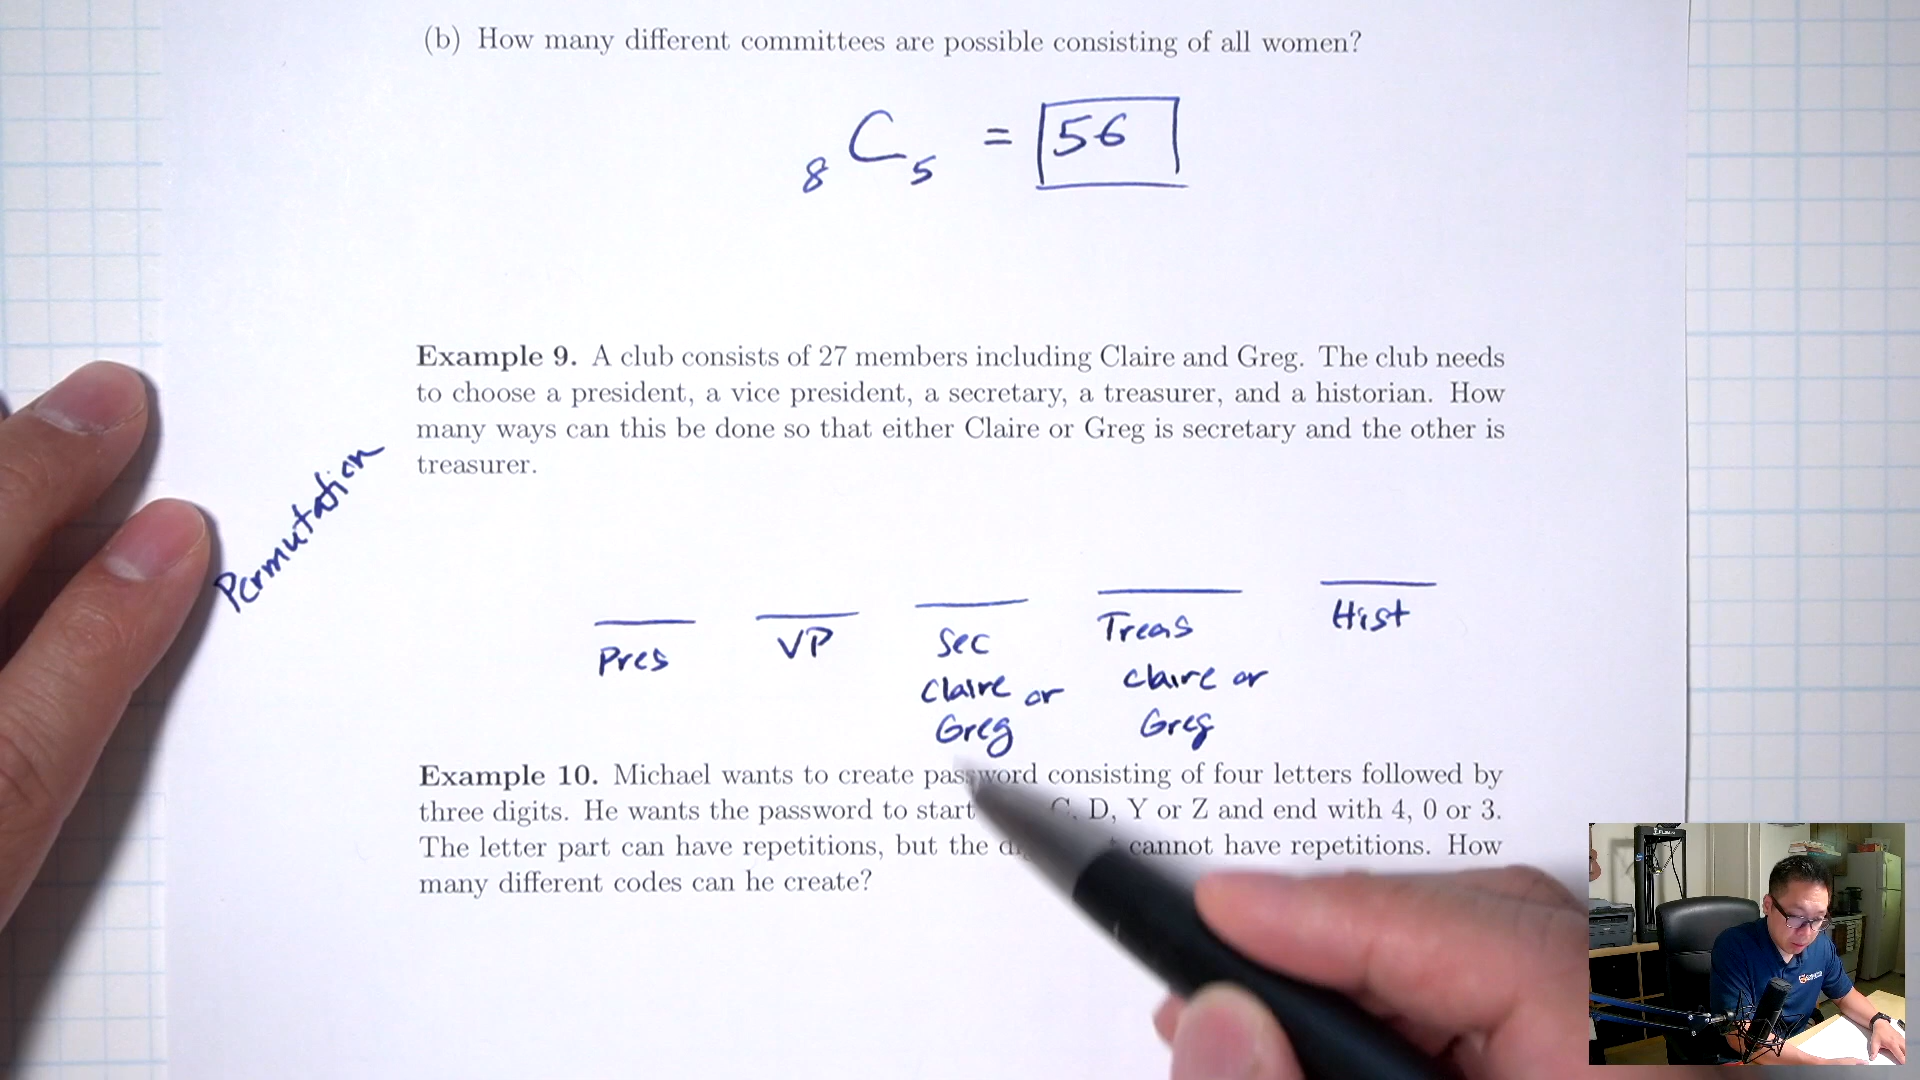 (b) How many different committees are possible consisting of all women?
8 C 5 = 56
Example 9. A club consists of 27 members including Claire and Greg. The club needs
to choose a president, a vice president, a secretary, a treasurer, and a historian. How
many ways can this be done so that either Claire or Greg is secretary and the other is
treasurer.
Permutation
Pres VP Sec Treas Hist
Claire or Claire or
Greg Greg
Example 10. Michael wants to create password consisting of four letters followed by
three digits. He wants the password to start C, D, Y or Z and end with 4, 0 or 3.
The letter part can have repetitions, but the cannot have repetitions. How
many different codes can he create?